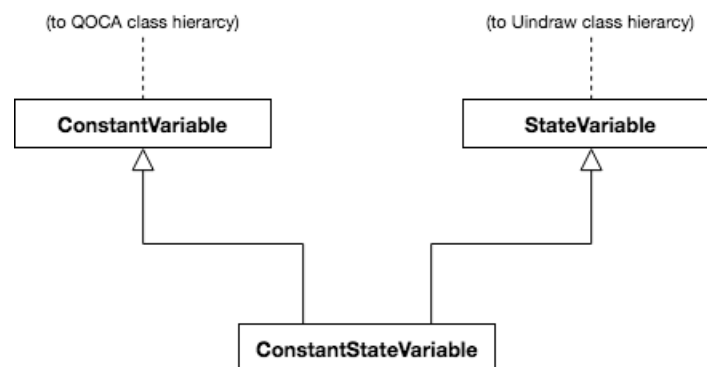 (to QOCA class hierarcy)
(to Uindraw class hierarcy)
ConstantVariable
StateVariable
ConstantStateVariable